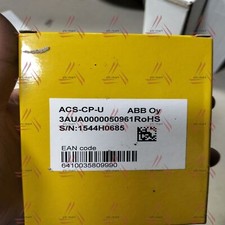 ACS-CP-U ABB Oy
3AUA0000050961RoHS
S/N:1544H0685
EAN code
6410035809990